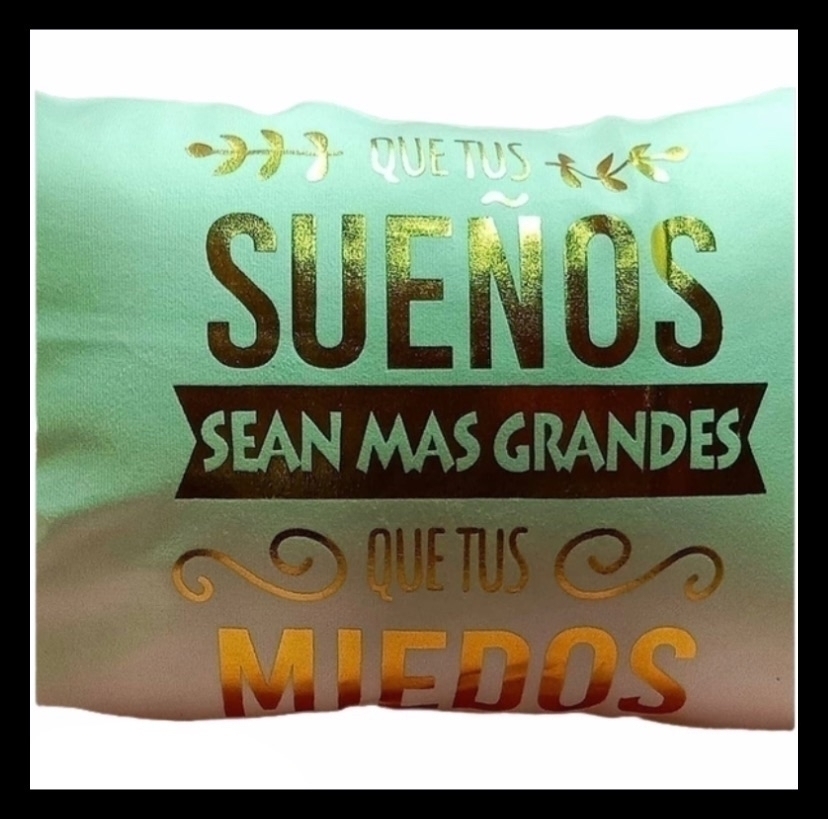 QUE TUS
SUEÑOS
SEAN MAS GRANDES
QUE TUS
MIEDOS